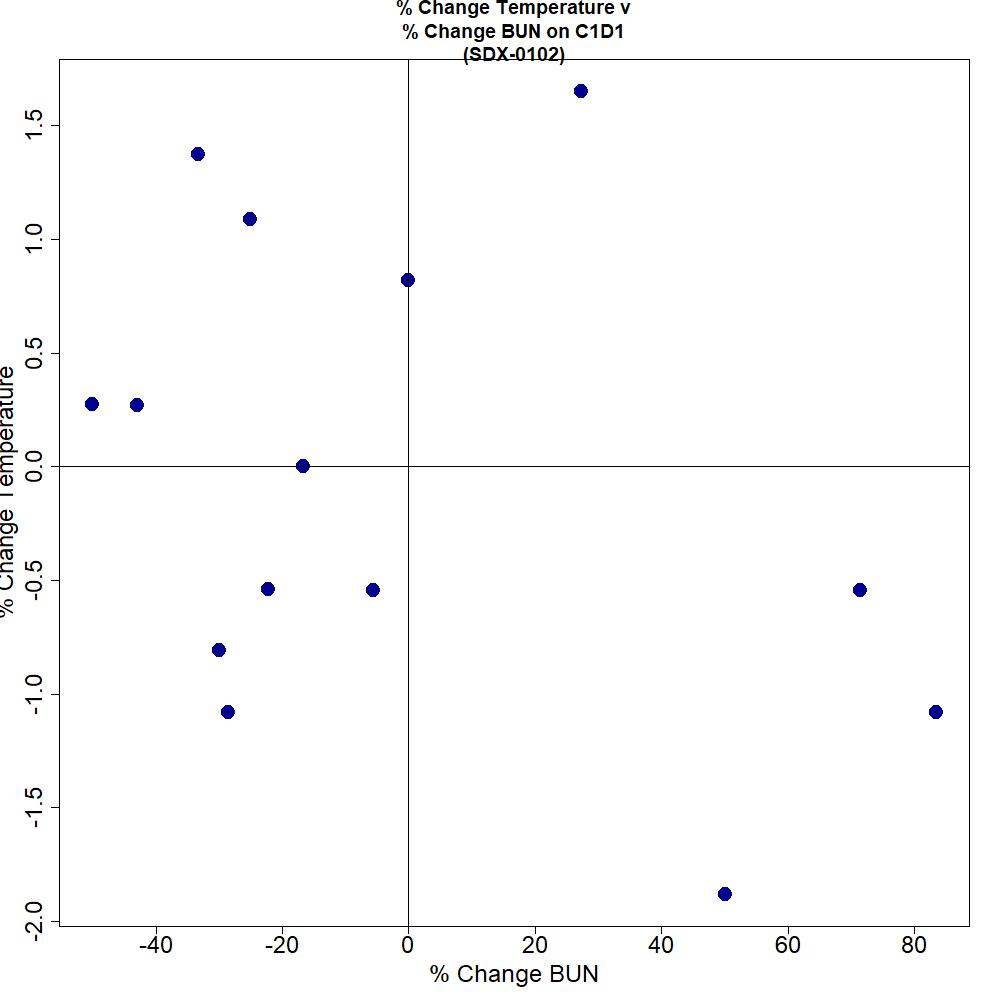 % Change Temperature v
% Change BUN on C1D1
(SDX-0102)
% Change Temperature
1.5
1.0
0.5
0.0
-0.5
-1.0
-1.5
-2.0
-40 -20 0 20 40 60 80
% Change BUN